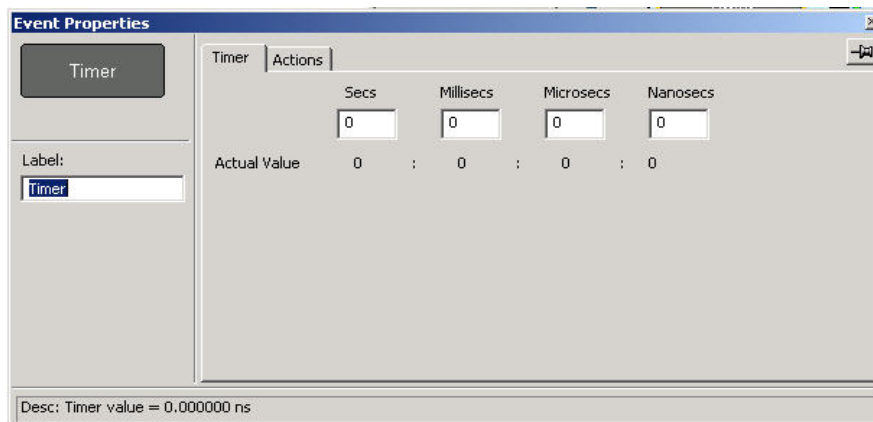 Event Properties
Timer
Timer Actions
Secs Millisecs Microsecs Nanosecs
0 0 0 0
Label:
Actual Value 0 : 0 : 0 : 0
Timer
Desc: Timer value = 0.000000 ns